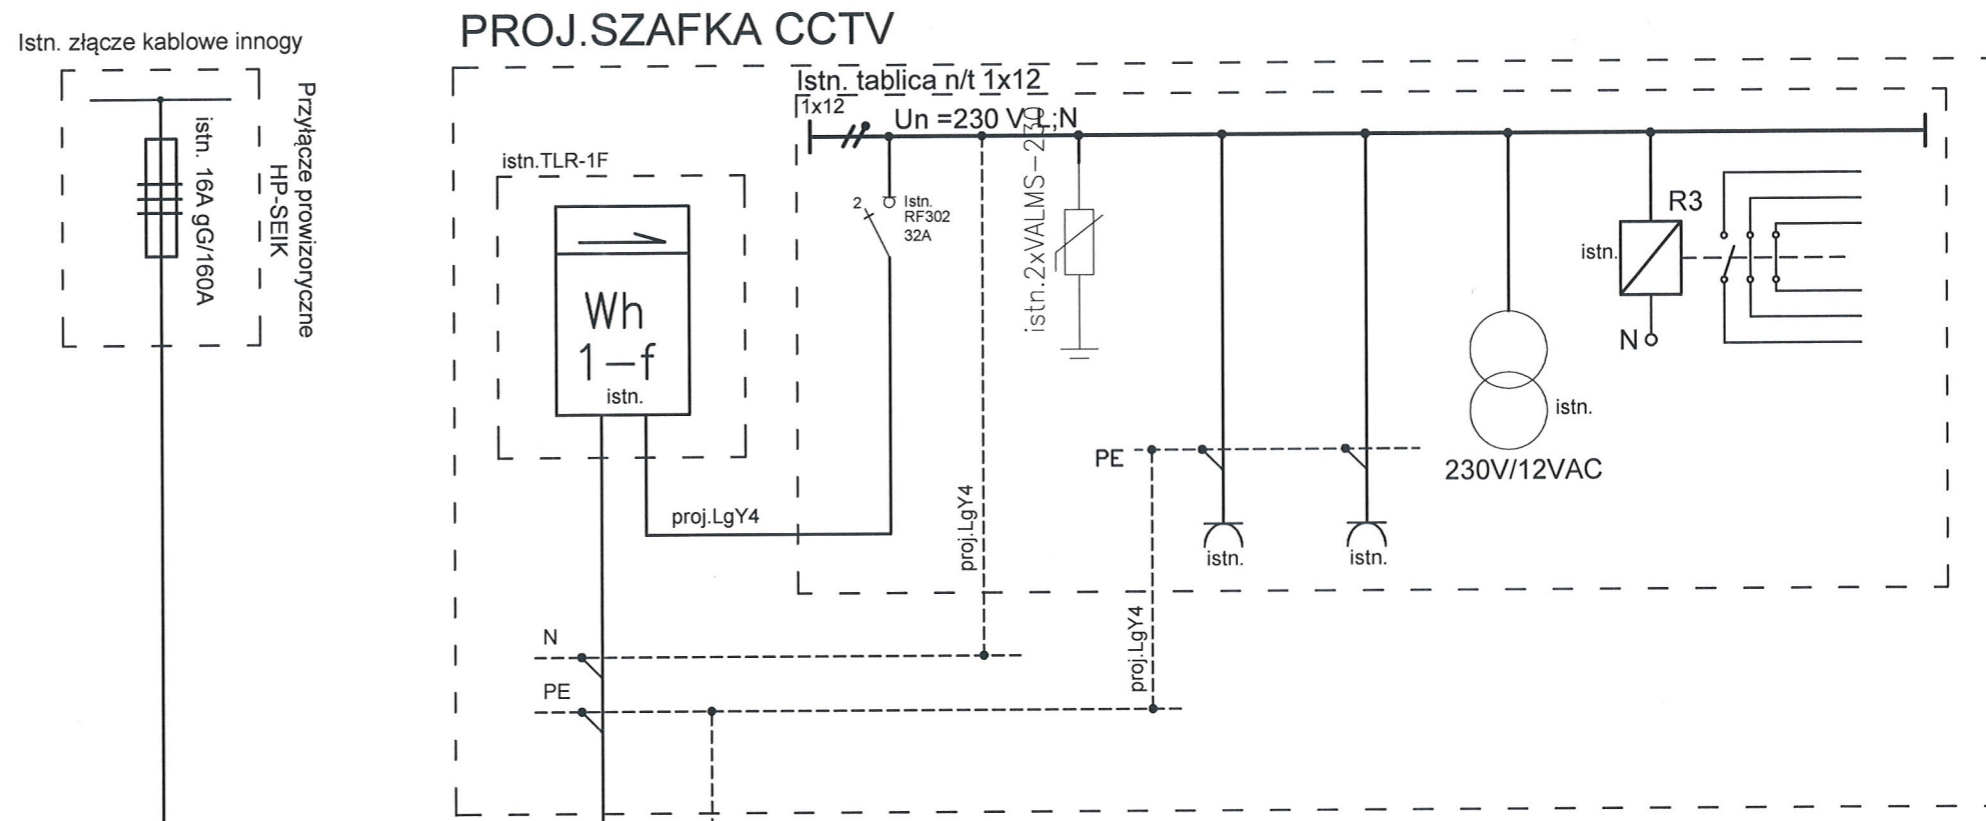 PROJ.SZAFKA CCTV
Istn. złącze kablowe innogy
Przyłącze prowizoryczne
HP-SEIK
istn. 16A gG/160A
Istn. tablica n/t 1x12
1x12
Un =230 V L;N
istn.TLR-1F
Wh
1–f
istn.
2
Istn.
RF302
32A
istn.2xVALMS–230
R3
istn.
N
istn.
230V/12VAC
PE
istn.
istn.
proj.LgY4
proj.LgY4
proj.LgY4
N
PE